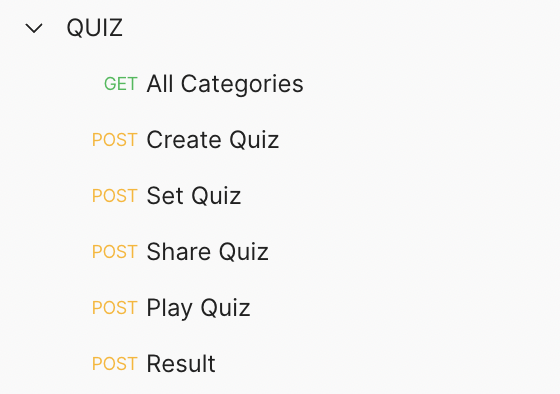 QUIZ
GET All Categories
POST Create Quiz
POST Set Quiz
POST Share Quiz
POST Play Quiz
POST Result